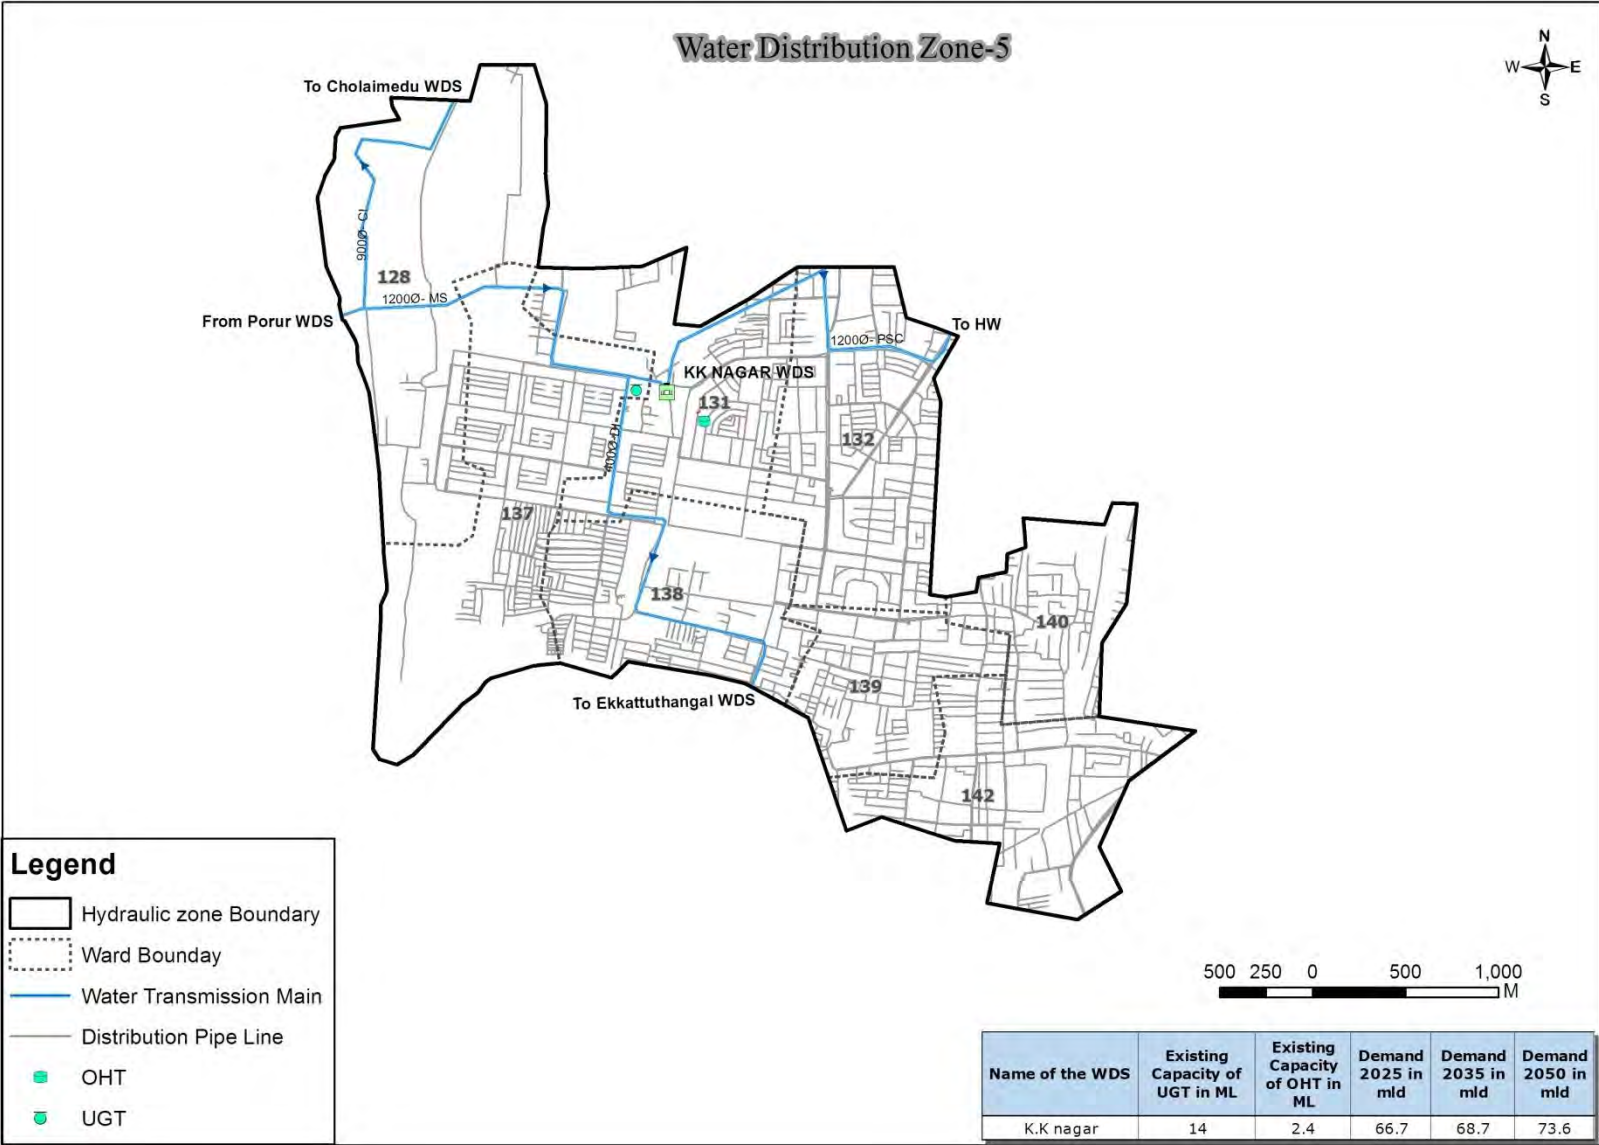 Water Distribution Zone-5
N
W
E
S
To Cholaimedu WDS
900Ø- CI
128
1200Ø- MS
From Porur WDS
To HW
1200Ø- PSC
KK NAGAR WDS
131
132
400Ø-DI
137
138
140
139
To Ekkattuthangal WDS
142
Legend
Hydraulic zone Boundary
Ward Bounday
Water Transmission Main
Distribution Pipe Line
OHT
UGT
500 250 0 500 1,000
M
Name of the WDS
Existing
Capacity of
UGT in ML
Existing
Capacity
of OHT in
ML
Demand
2025 in
mld
Demand
2035 in
mld
Demand
2050 in
mld
K.K nagar 14 2.4 66.7 68.7 73.6